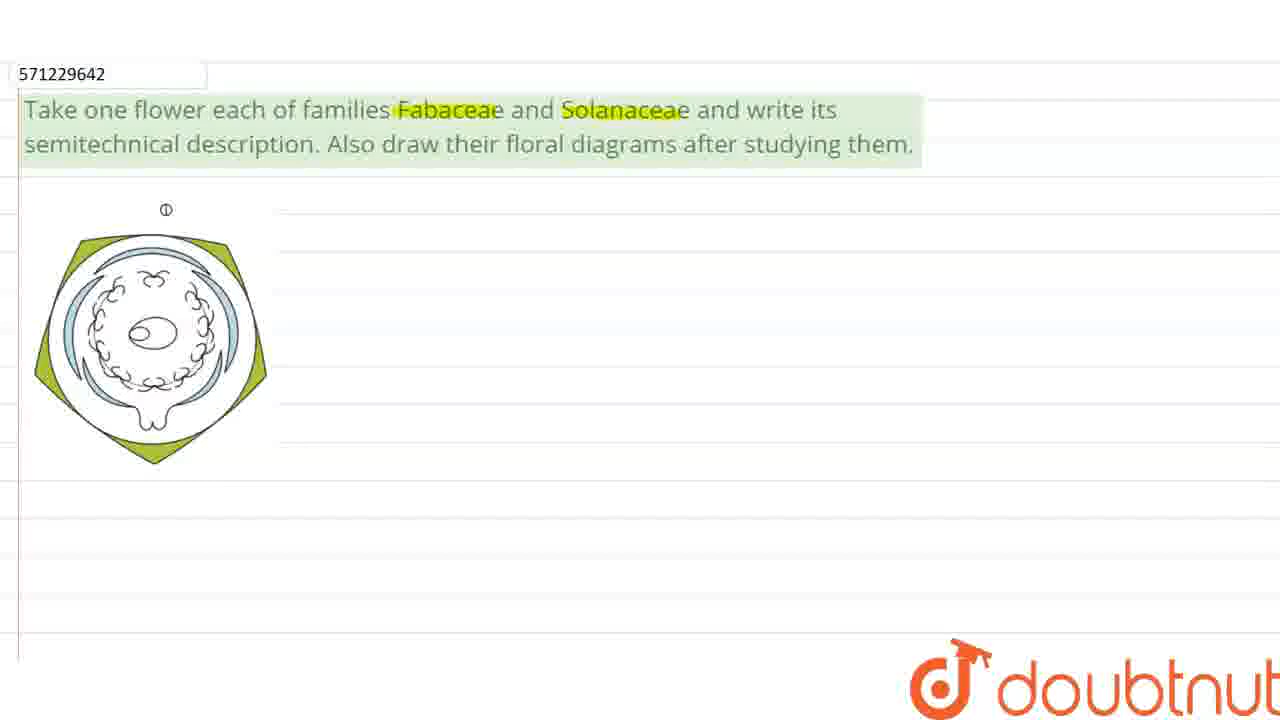 571229642
Take one flower each of families Fabaceae and Solanaceae and write its
semitechnical description. Also draw their floral diagrams after studying them.
doubtnut